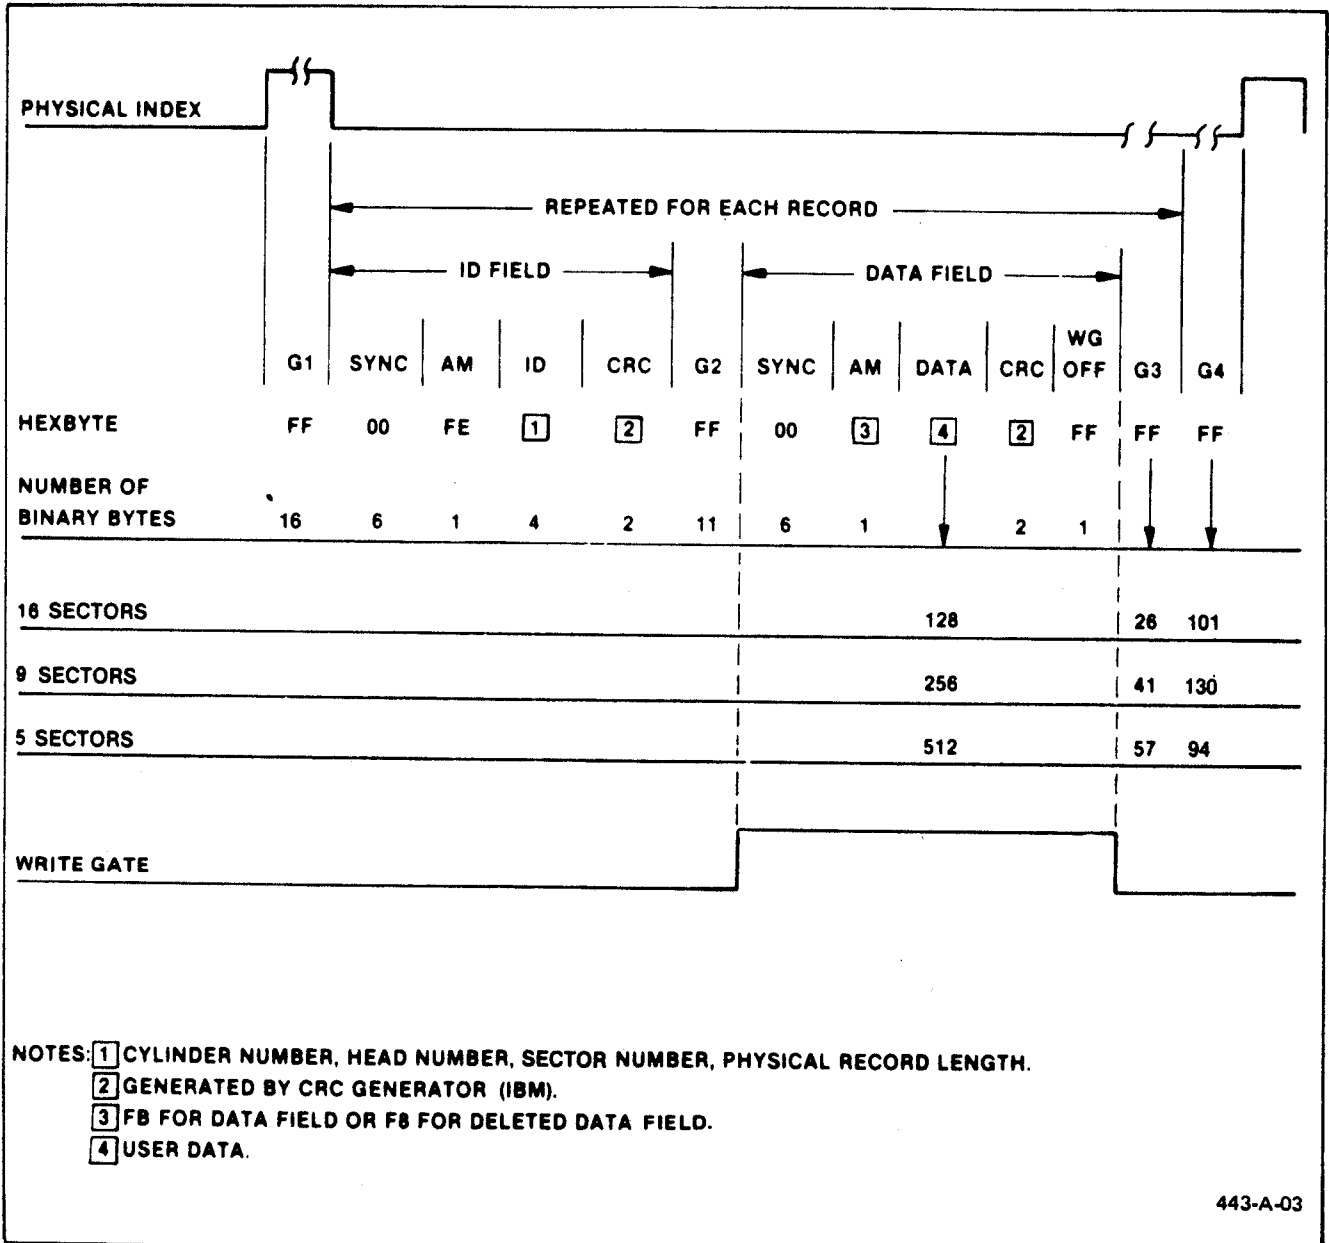 PHYSICAL INDEX
REPEATED FOR EACH RECORD
ID FIELD DATA FIELD
G1 SYNC AM ID CRC G2 SYNC AM DATA CRC WG OFF G3 G4
HEXBYTE FF 00 FE 1 2 FF 00 3 4 2 FF FF FF
NUMBER OF
BINARY BYTES 16 6 1 4 2 11 6 1 2 1
16 SECTORS 128 26 101
9 SECTORS 256 41 130
5 SECTORS 512 57 94
WRITE GATE
NOTES: 1 CYLINDER NUMBER, HEAD NUMBER, SECTOR NUMBER, PHYSICAL RECORD LENGTH.
2 GENERATED BY CRC GENERATOR (IBM).
3 FB FOR DATA FIELD OR F8 FOR DELETED DATA FIELD.
4 USER DATA.
443-A-03